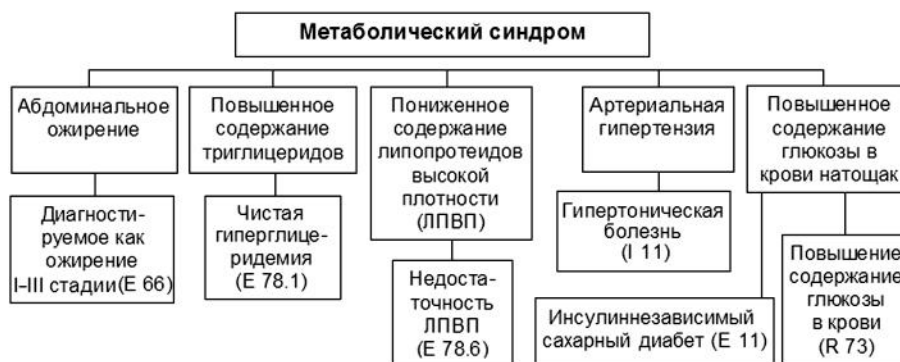 Метаболический синдром
Абдоминальное
ожирение
Повышенное
содержание
триглицеридов
Пониженное
содержание
липопротеидов
высокой
плотности
(ЛПВП)
Артериальная
гипертензия
Повышенное
содержание
глюкозы в
крови натощак
Диагности-
руемое как
ожирение
I–III стадии (E 66)
Чистая
гиперглице-
ридемия
(E 78.1)
Недоста-
точность
ЛПВП
(E 78.6)
Гипертоническая
болезнь
(I 11)
Инсулиннезависимый
сахарный диабет (E 11)
Повышение
содержание
глюкозы
в крови
(R 73)